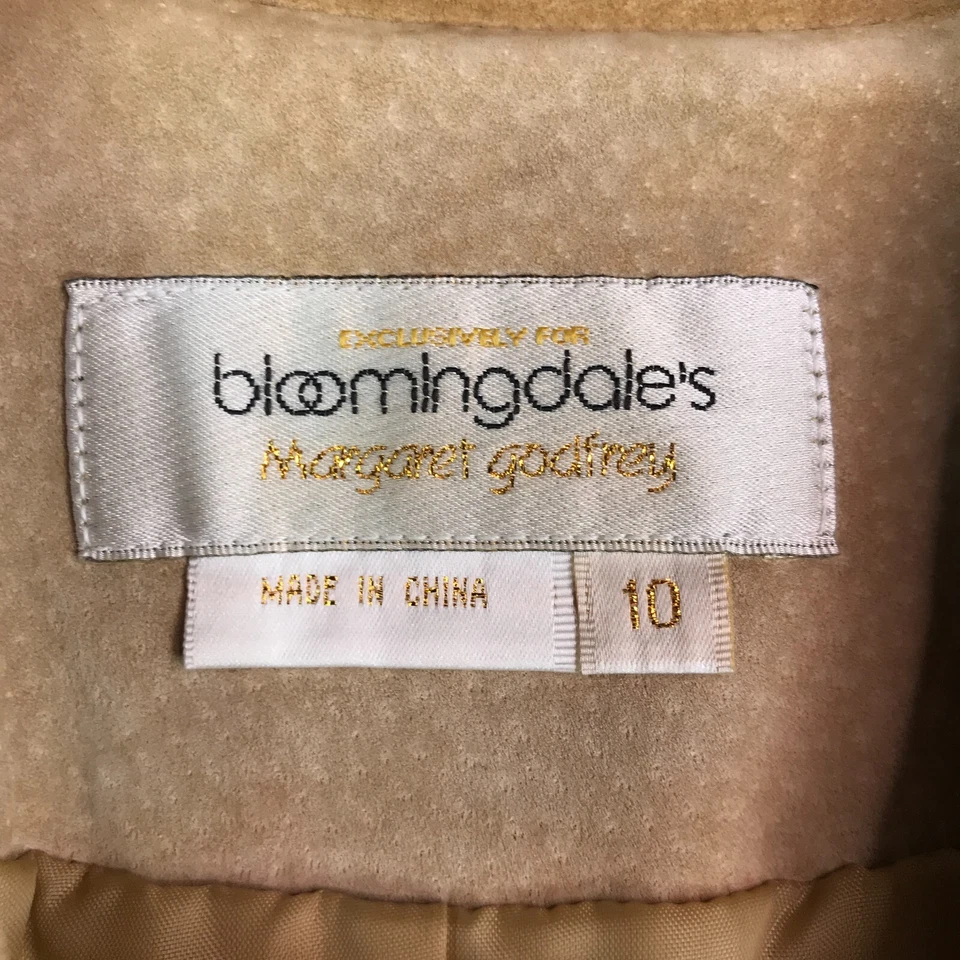 EXCLUSIVELY FOR
bloomingdale's
Margaret godfrey
MADE IN CHINA
10